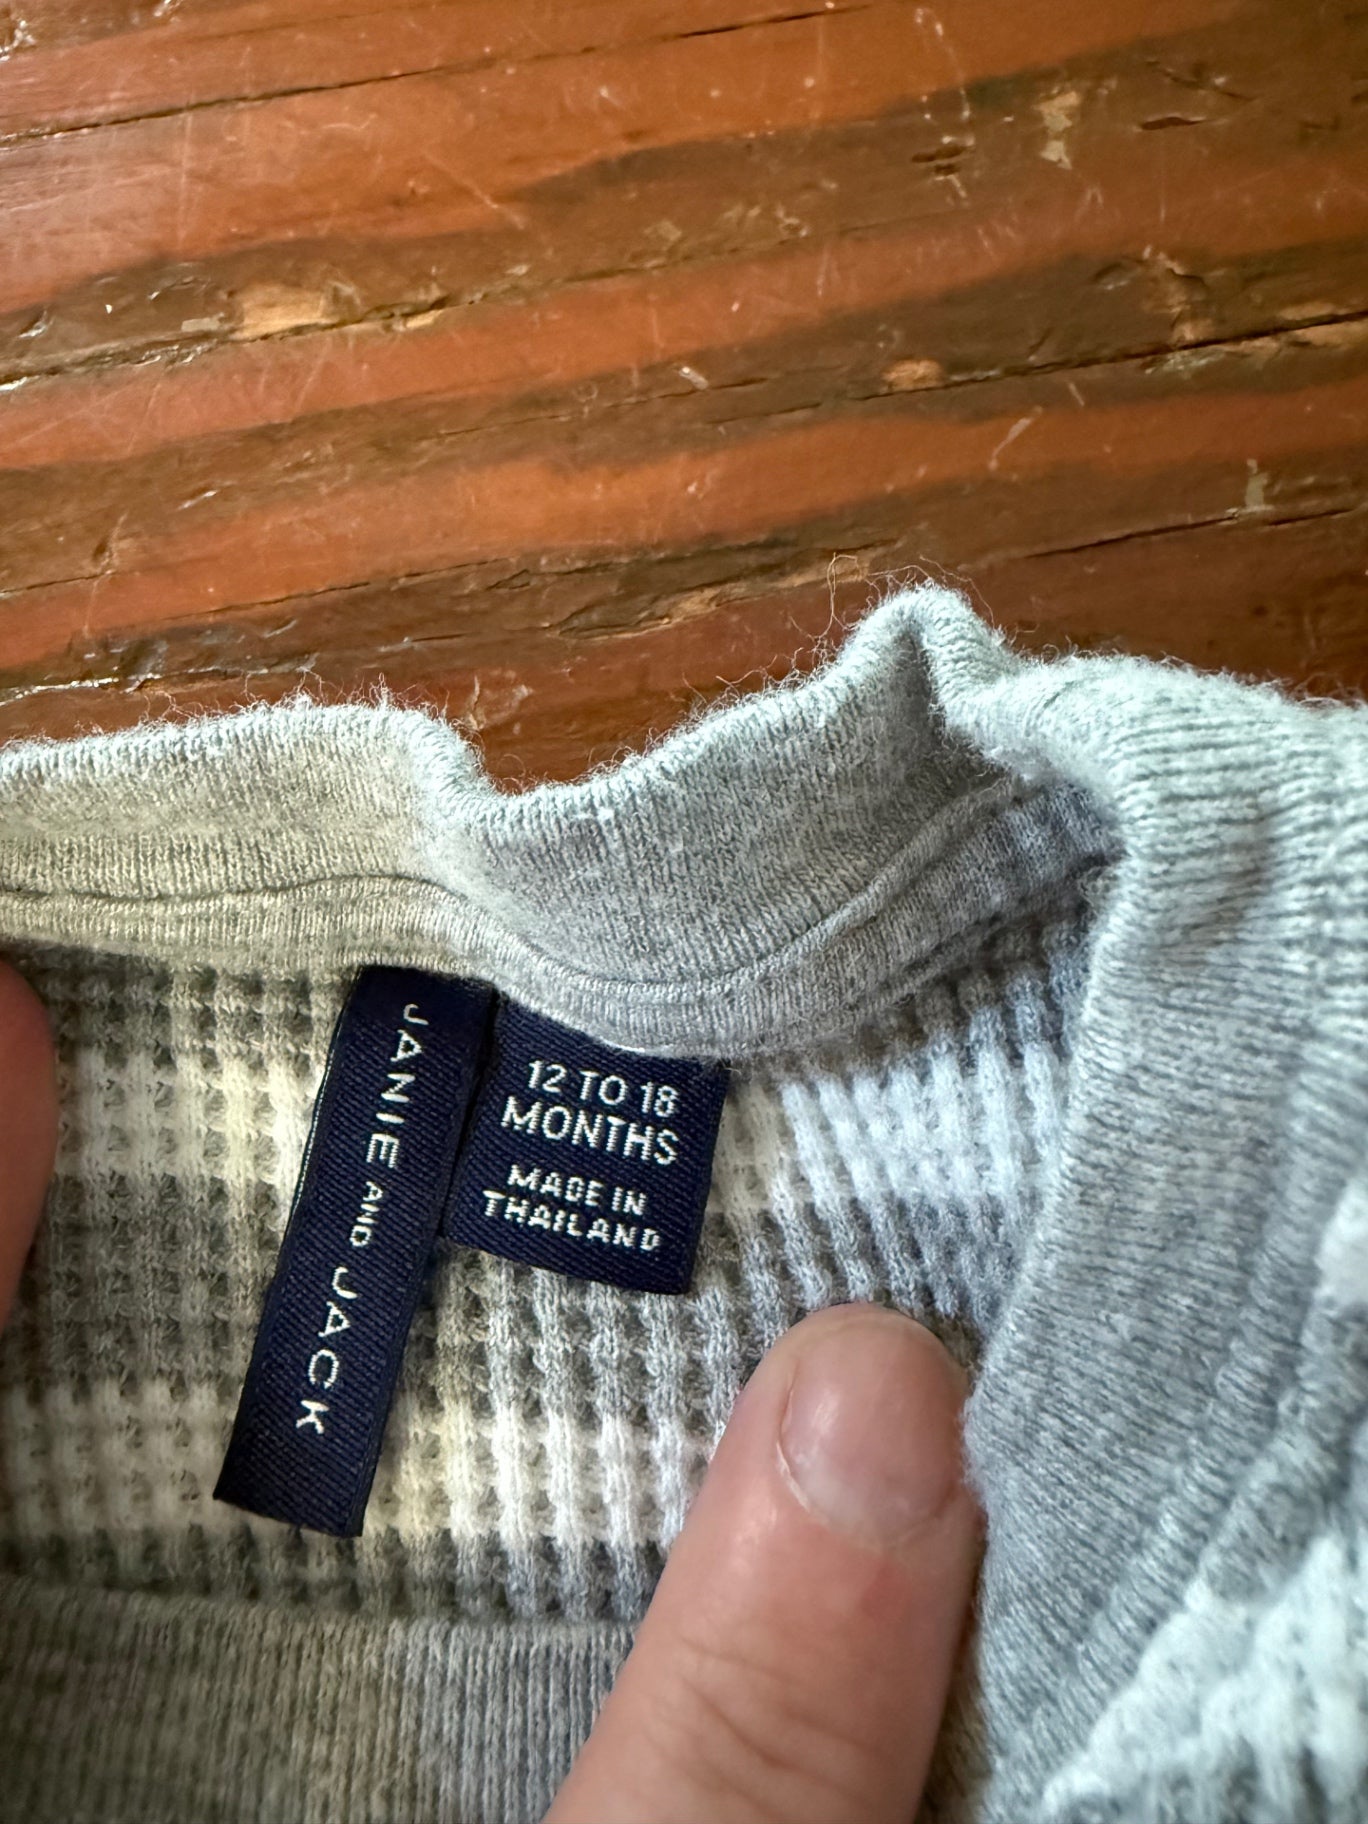 JANIE AND JACK
12 TO 18
MONTHS
MADE IN
THAILAND